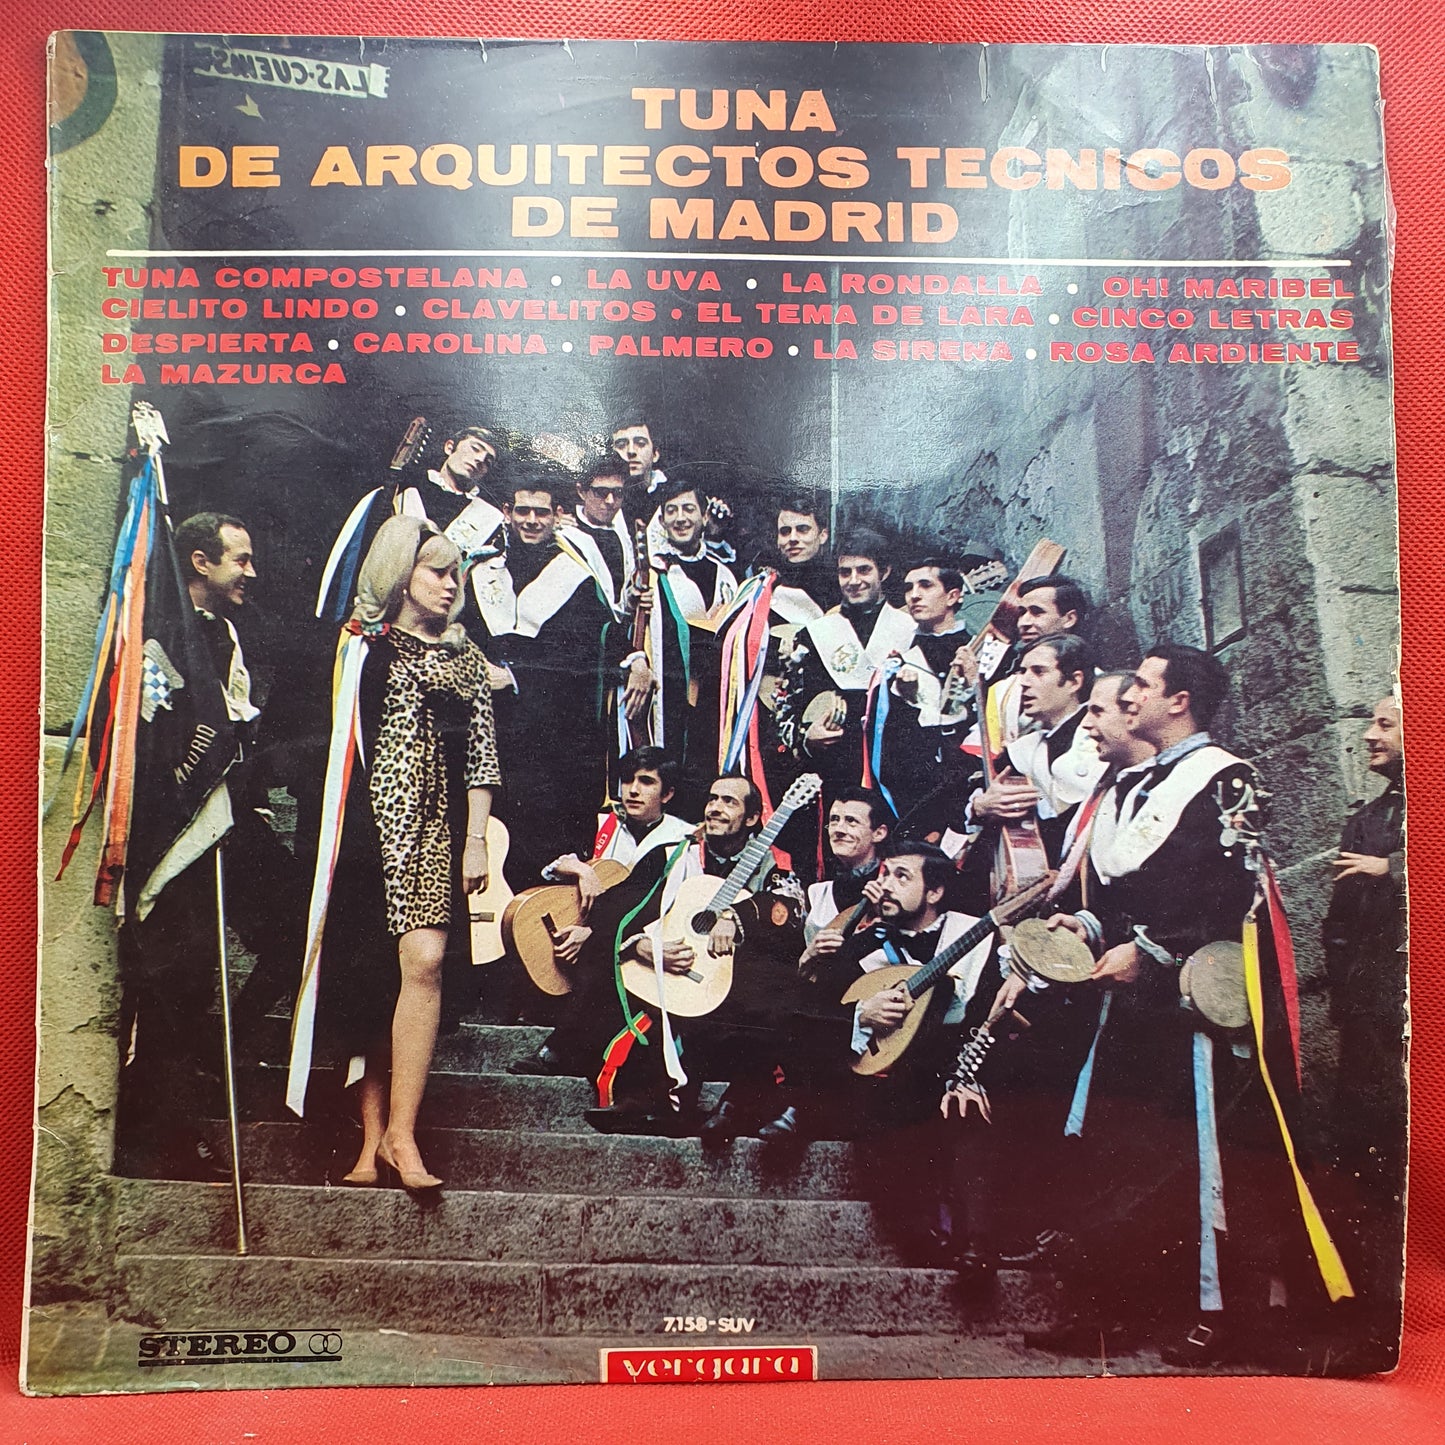 LAS·CUEVAS
TUNA
DE ARQUITECTOS TECNICOS
DE MADRID
TUNA COMPOSTELANA • LA UVA • LA RONDALLA • OH! MARIBEL
CIELITO LINDO • CLAVELITOS • EL TEMA DE LARA • CINCO LETRAS
DESPIERTA • CAROLINA • PALMERO • LA SIRENA • ROSA ARDIENTE
LA MAZURCA
MADRID
7.158-SUV
STEREO
vergara